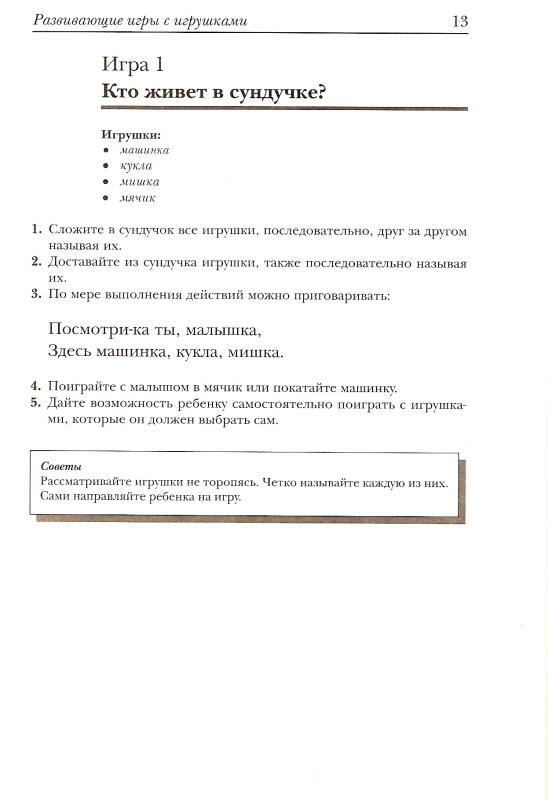 Развивающие игры с игрушками 13
Игра 1
Кто живет в сундучке?
Игрушки:
• машинка
• кукла
• мишка
• мячик
1. Сложите в сундучок все игрушки, последовательно, друг за другом
называя их.
2. Доставайте из сундучка игрушки, также последовательно называя
их.
3. По мере выполнения действий можно приговаривать:
Посмотри-ка ты, малышка,
Здесь машинка, кукла, мишка.
4. Поиграйте с малышом в мячик или покатайте машинку.
5. Дайте возможность ребенку самостоятельно поиграть с игрушка-
ми, которые он должен выбрать сам.
Советы
Рассматривайте игрушки не торопясь. Четко называйте каждую из них.
Сами направляйте ребенка на игру.